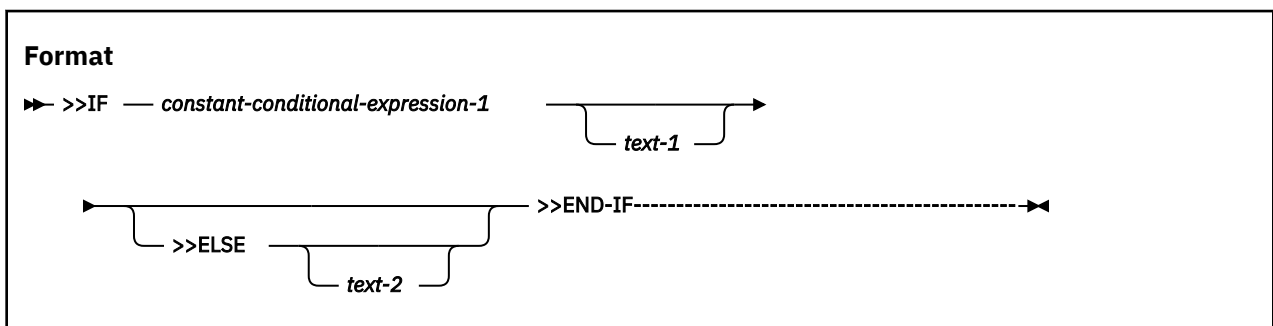 Format
>>IF constant-conditional-expression-1
text-1
>>END-IF
>>ELSE
text-2